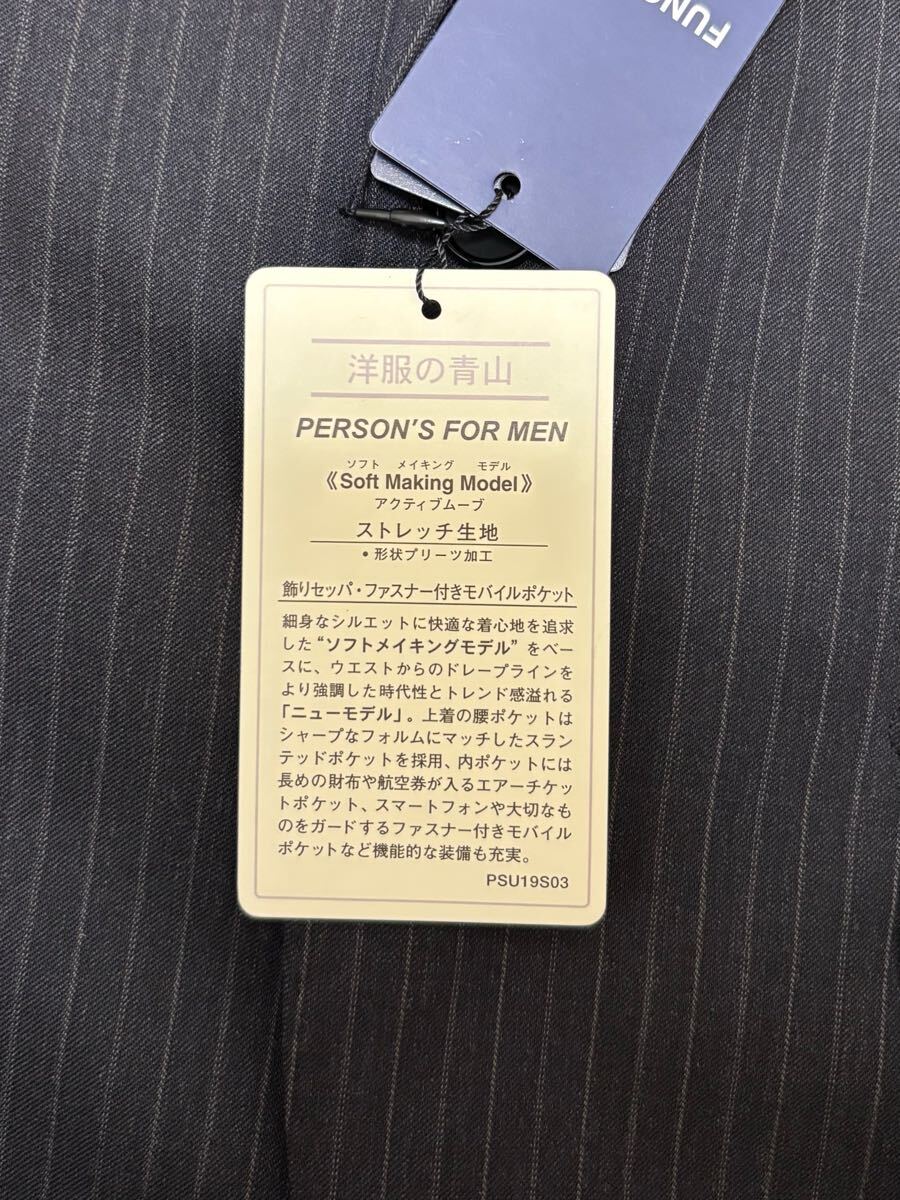 FUNC
洋服の青山
PERSON'S FOR MEN
ソフト メイキング モデル
《Soft Making Model》
アクティブムーブ
ストレッチ生地
●形状プリーツ加工
飾りセッパ・ファスナー付きモバイルポケット
細身なシルエットに快適な着心地を追求
した“ソフトメイキングモデル”をベー
スに、ウエストからのドレープラインを
より強調した時代性とトレンド感溢れる
「ニューモデル」。上着の腰ポケットは
シャープなフォルムにマッチしたスラン
テッドポケットを採用、内ポケットには
長めの財布や航空券が入るエアーチケッ
トポケット、スマートフォンや大切なも
のをガードするファスナー付きモバイル
ポケットなど機能的な装備も充実。
PSU19S03